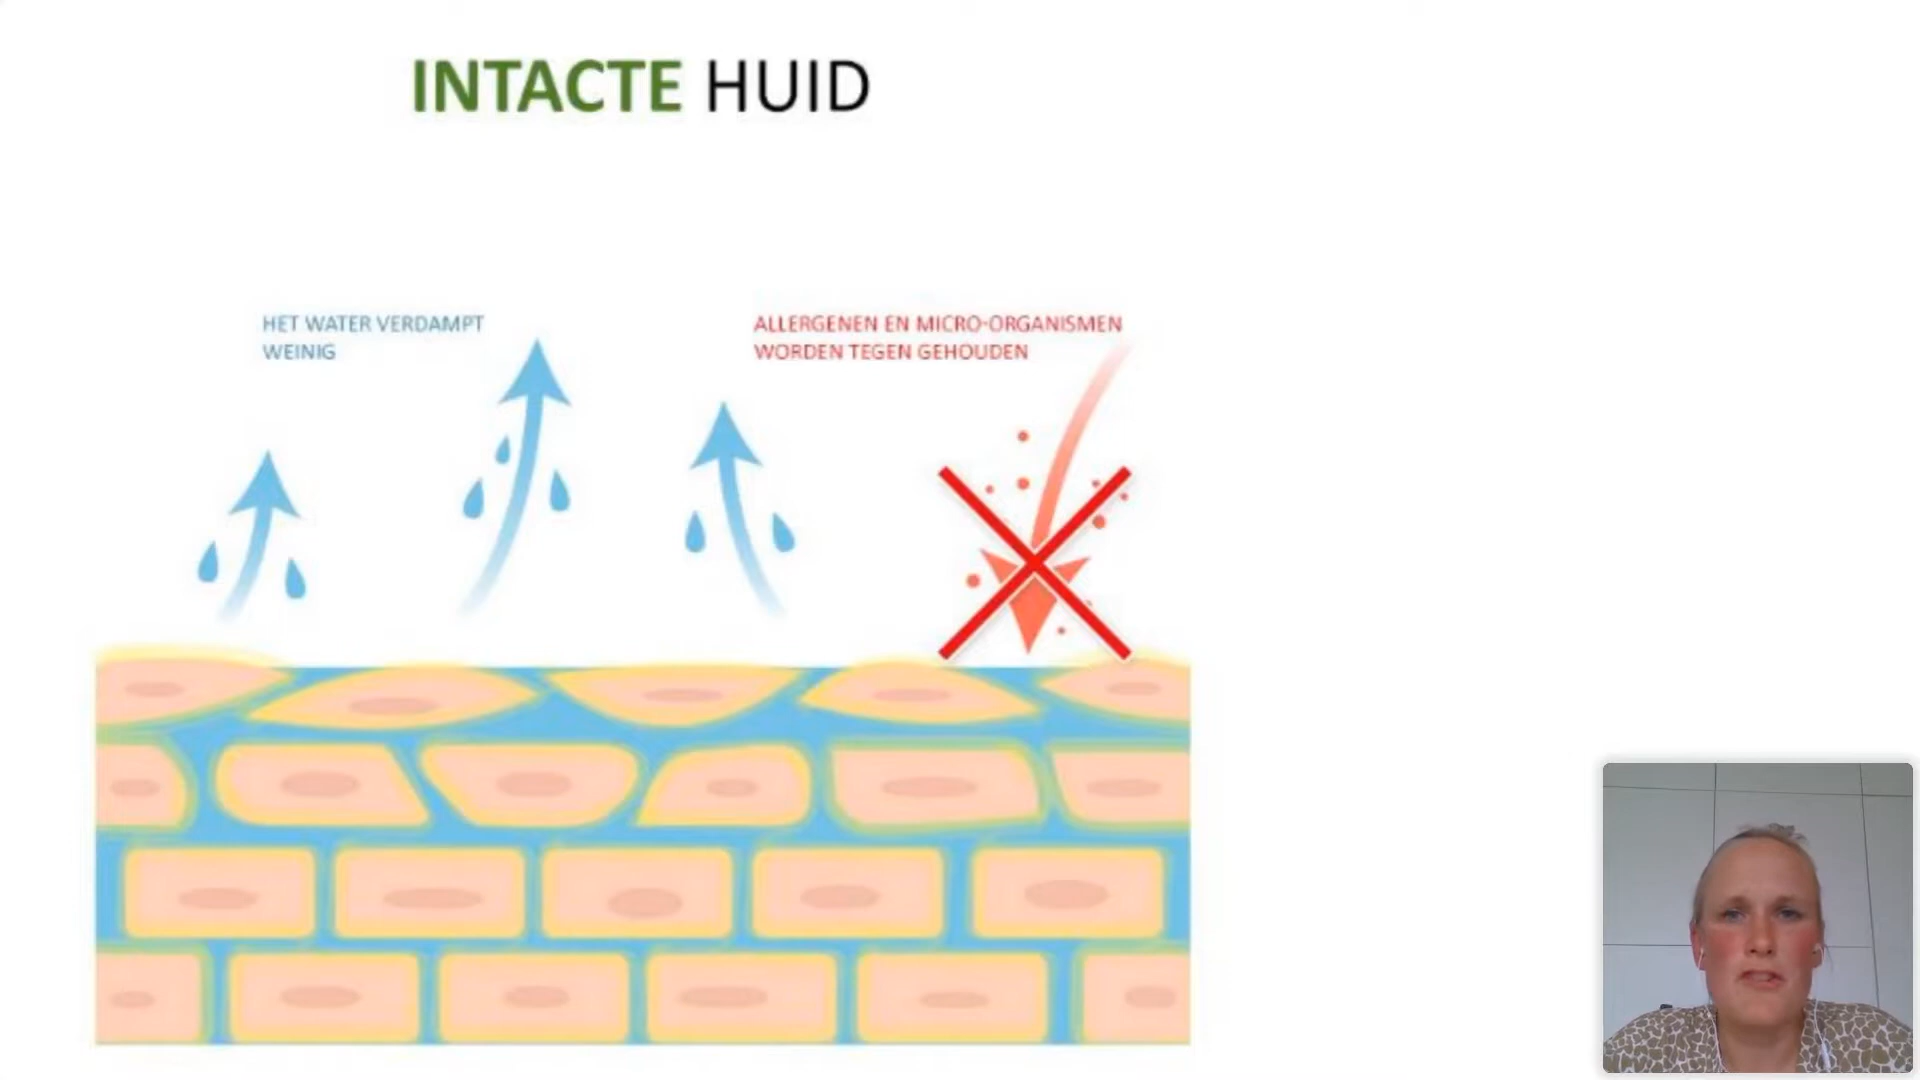 INTACTE HUID
HET WATER VERDAMPT
WEINIG
ALLERGENEN EN MICRO-ORGANISMEN
WORDEN TEGEN GEHOUDEN